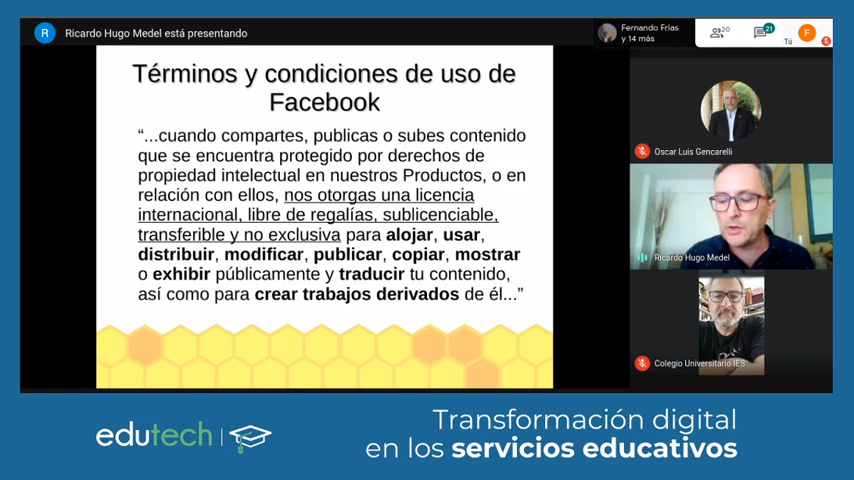 R
Ricardo Hugo Medel está presentando
Fernando Frias
y 14 más
20
21
Tú
F
Términos y condiciones de uso de
Facebook
“...cuando compartes, publicas o subes contenido
que se encuentra protegido por derechos de
propiedad intelectual en nuestros Productos, o en
relación con ellos, nos otorgas una licencia
internacional, libre de regalías, sublicenciable,
transferible y no exclusiva para alojar, usar,
distribuir, modificar, publicar, copiar, mostrar
o exhibir públicamente y traducir tu contenido,
así como para crear trabajos derivados de él...”
Oscar Luis Gencarelli
Ricardo Hugo Medel
Colegio Universitario IES
edutech
Transformación digital
en los servicios educativos